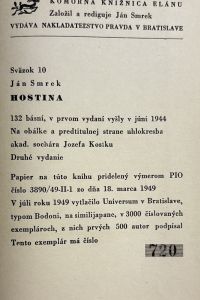 KOMORNÁ KNIŽNICA ELÁNU
Založil a rediguje Ján Smrek
VYDÁVA NAKLADATEĽSTVO PRAVDA V BRATISLAVE
Sväzok 10
Ján Smrek
HOSTINA
132 básní, v prvom vydaní vyšly v júni 1944
Na obálke a predtitulnej strane uhlokresba
akad. sochára Jozefa Kostku
Druhé vydanie
Papier na túto knihu pridelený výmerom PIO
číslo 3890/49-II-1 zo dňa 18. marca 1949
V júli roku 1949 vytlačilo Universum v Bratislave,
typom Bodoni, na similijapane, v 3000 číslovaných
exemplároch, z nich prvých 500 autor podpísal
Tento exemplár má číslo
720